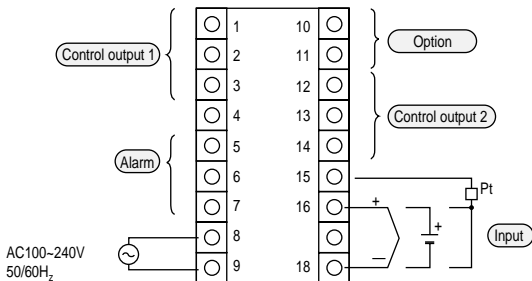 1 10
Control output 1 2 11 Option
3 12
4 13 Control output 2
5 14
Alarm 6 15
Pt
7 16 +
+
8 Input
AC100~240V
50/60Hz 9 18 —